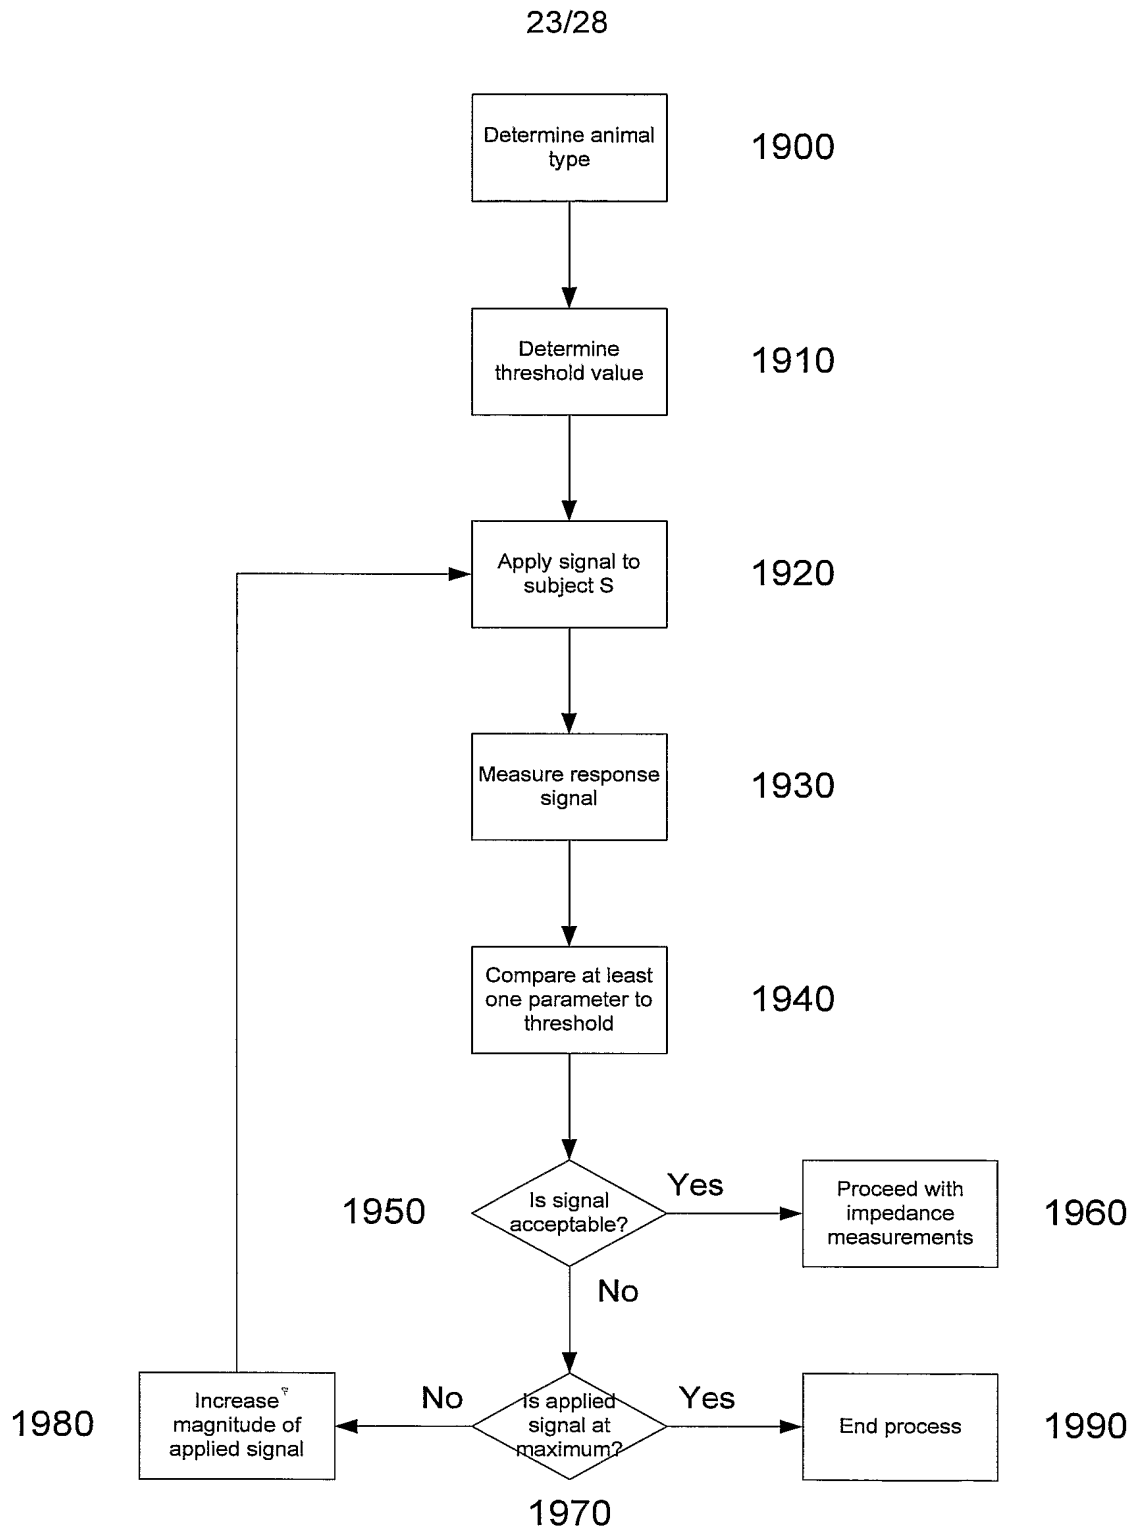 23/28
Determine animal
type
1900
Determine
threshold value
1910
Apply signal to
subject S
1920
Measure response
signal
1930
Compare at least
one parameter to
threshold
1940
1950
Is signal
acceptable?
Yes
Proceed with
impedance
measurements
1960
No
1980
Increase
magnitude of
applied signal
No
Is applied
signal at
maximum?
Yes
End process
1990
1970